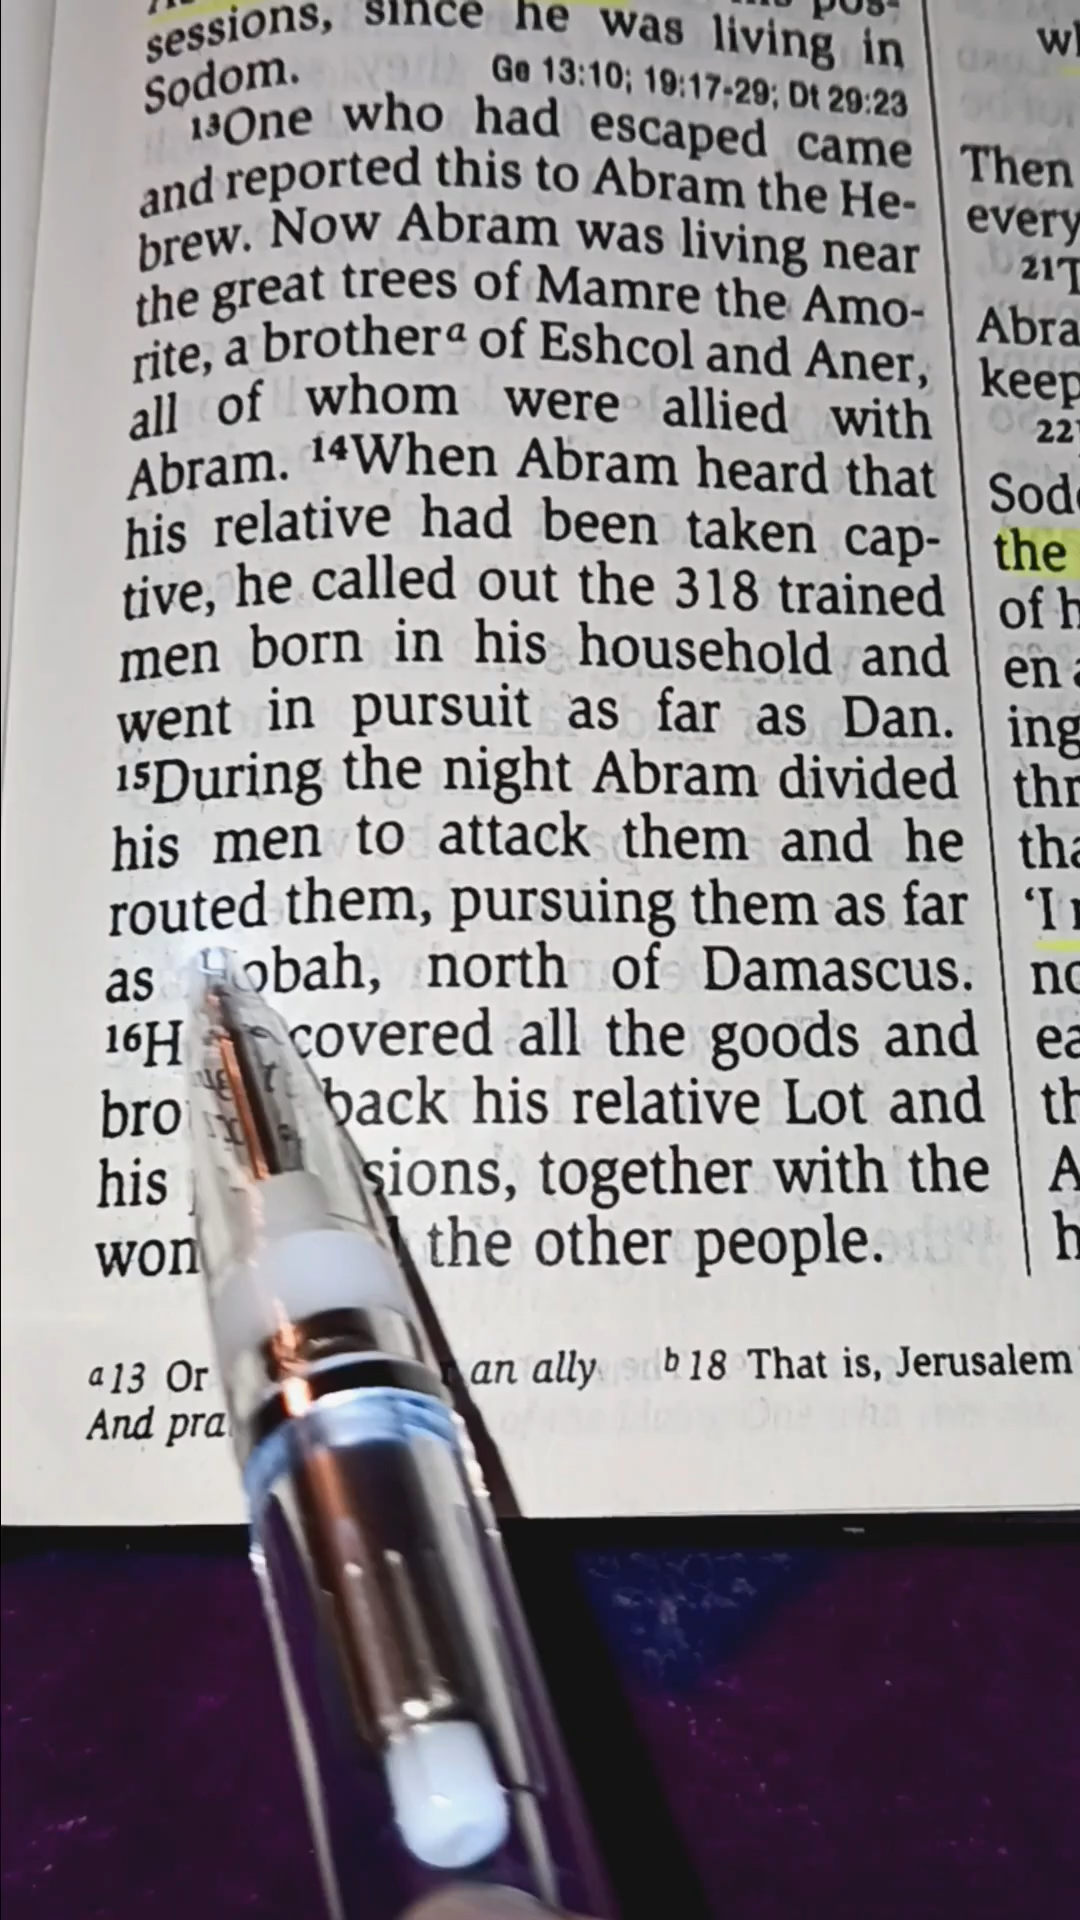 sessions, since he was living in
Sodom. Ge 13:10; 19:17-29; Dt 29:23
13One who had escaped came
and reported this to Abram the He-
brew. Now Abram was living near
the great trees of Mamre the Amo-
rite, a brother a of Eshcol and Aner,
all of whom were allied with
Abram. 14When Abram heard that
his relative had been taken cap-
tive, he called out the 318 trained
men born in his household and
went in pursuit as far as Dan.
15During the night Abram divided
his men to attack them and he
routed them, pursuing them as far
as Hobah, north of Damascus.
16H covered all the goods and
bro back his relative Lot and
his sions, together with the
wom the other people.
a13 Or an ally b18 That is, Jerusalem
And pra
Then
every
21T
Abra
keep
22
Sod
the
of h
en a
ing
thr
tha
'I
no
ea
th
A
h